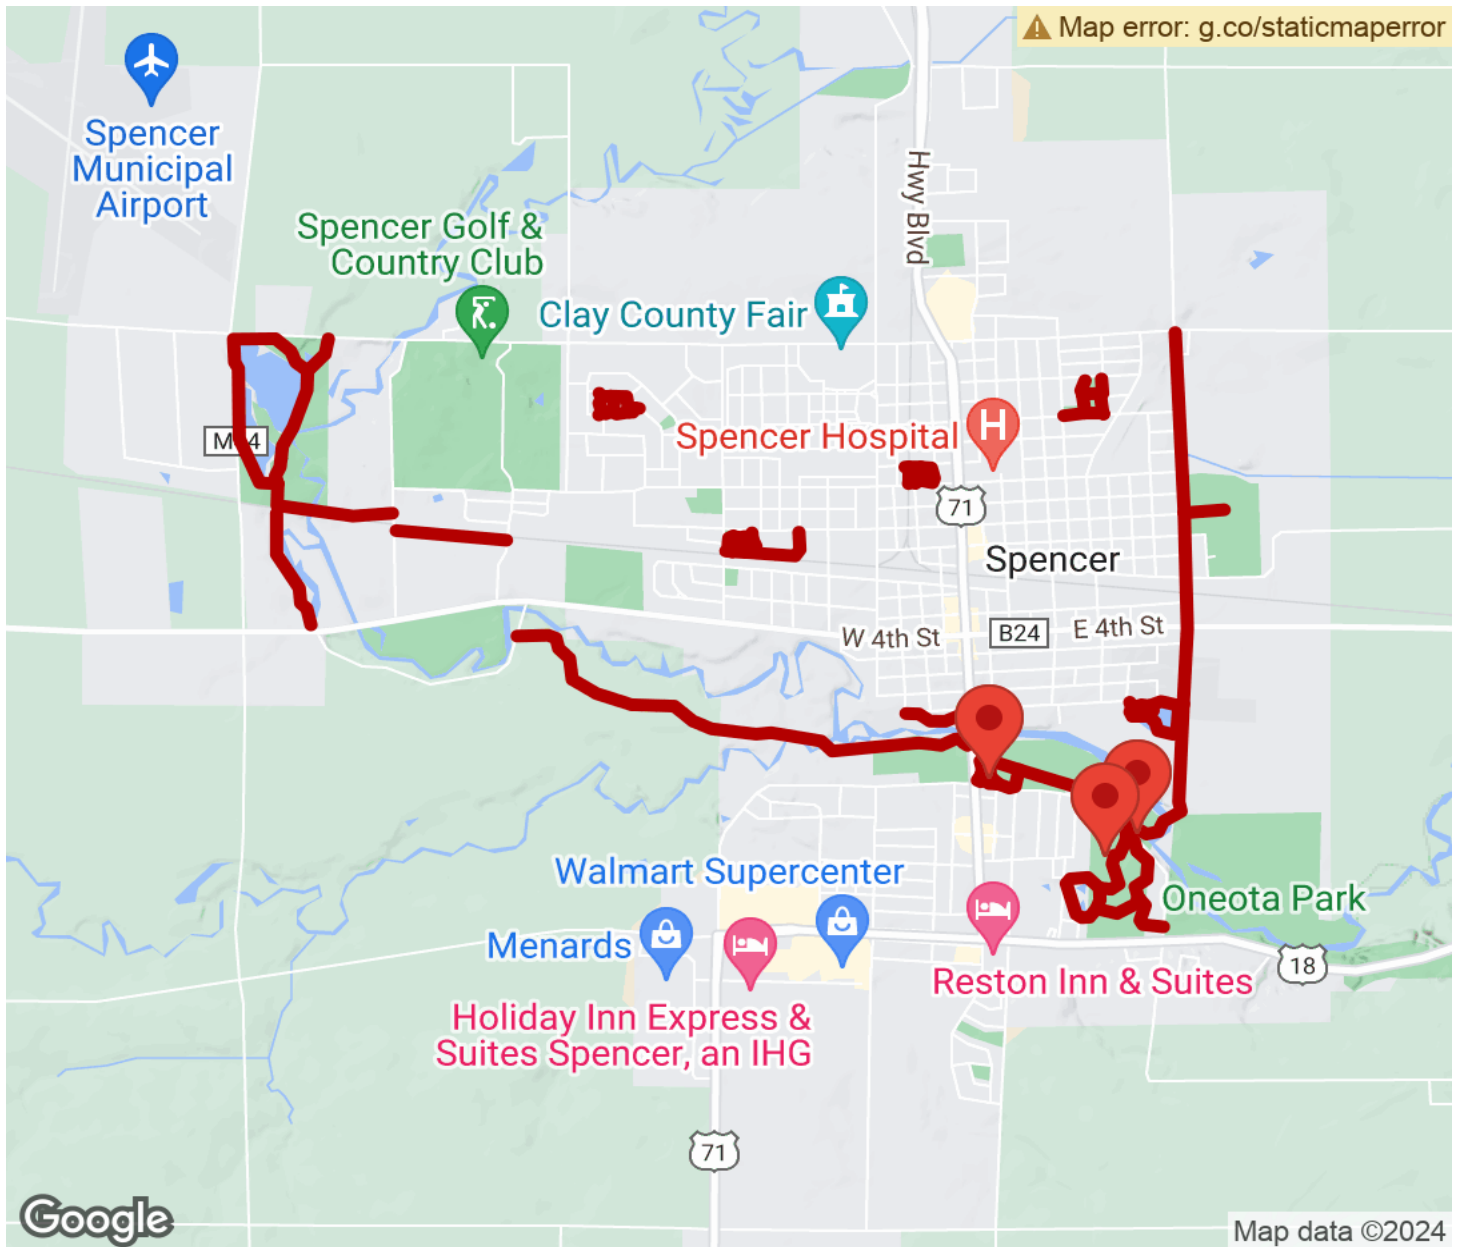 Map error: g.co/staticmaperror
Spencer
Municipal
Airport
Hwy Blvd
Spencer Golf &
Country Club
Clay County Fair
Spencer Hospital
H
71
Spencer
W 4th St
B24
E 4th St
Walmart Supercenter
Oneota Park
Menards
18
Reston Inn & Suites
Holiday Inn Express &
Suites Spencer, an IHG
71
Google
Map data ©2024